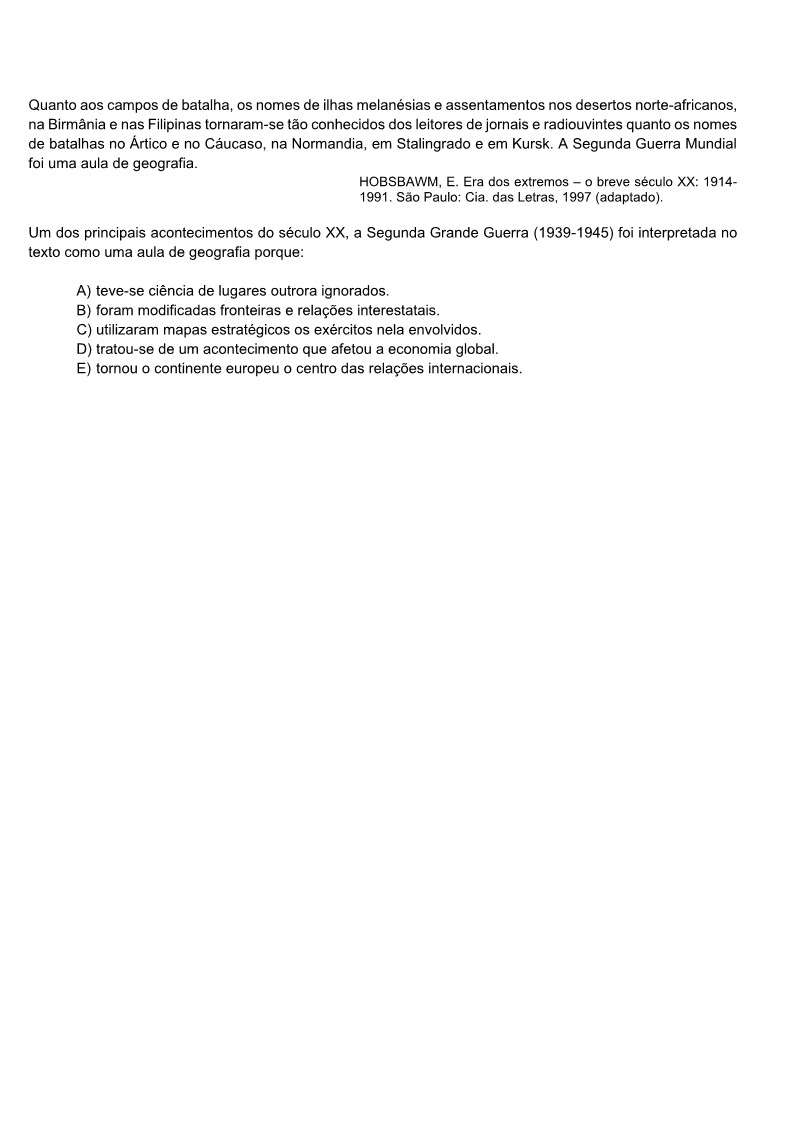 Quanto aos campos de batalha, os nomes de ilhas melanésias e assentamentos nos desertos norte-africanos,
na Birmânia e nas Filipinas tornaram-se tão conhecidos dos leitores de jornais e radiouvintes quanto os nomes
de batalhas no Ártico e no Cáucaso, na Normandia, em Stalingrado e em Kursk. A Segunda Guerra Mundial
foi uma aula de geografia.
HOBSBAWM, E. Era dos extremos – o breve século XX: 1914-
1991. São Paulo: Cia. das Letras, 1997 (adaptado).
Um dos principais acontecimentos do século XX, a Segunda Grande Guerra (1939-1945) foi interpretada no
texto como uma aula de geografia porque:
A) teve-se ciência de lugares outrora ignorados.
B) foram modificadas fronteiras e relações interestatais.
C) utilizaram mapas estratégicos os exércitos nela envolvidos.
D) tratou-se de um acontecimento que afetou a economia global.
E) tornou o continente europeu o centro das relações internacionais.